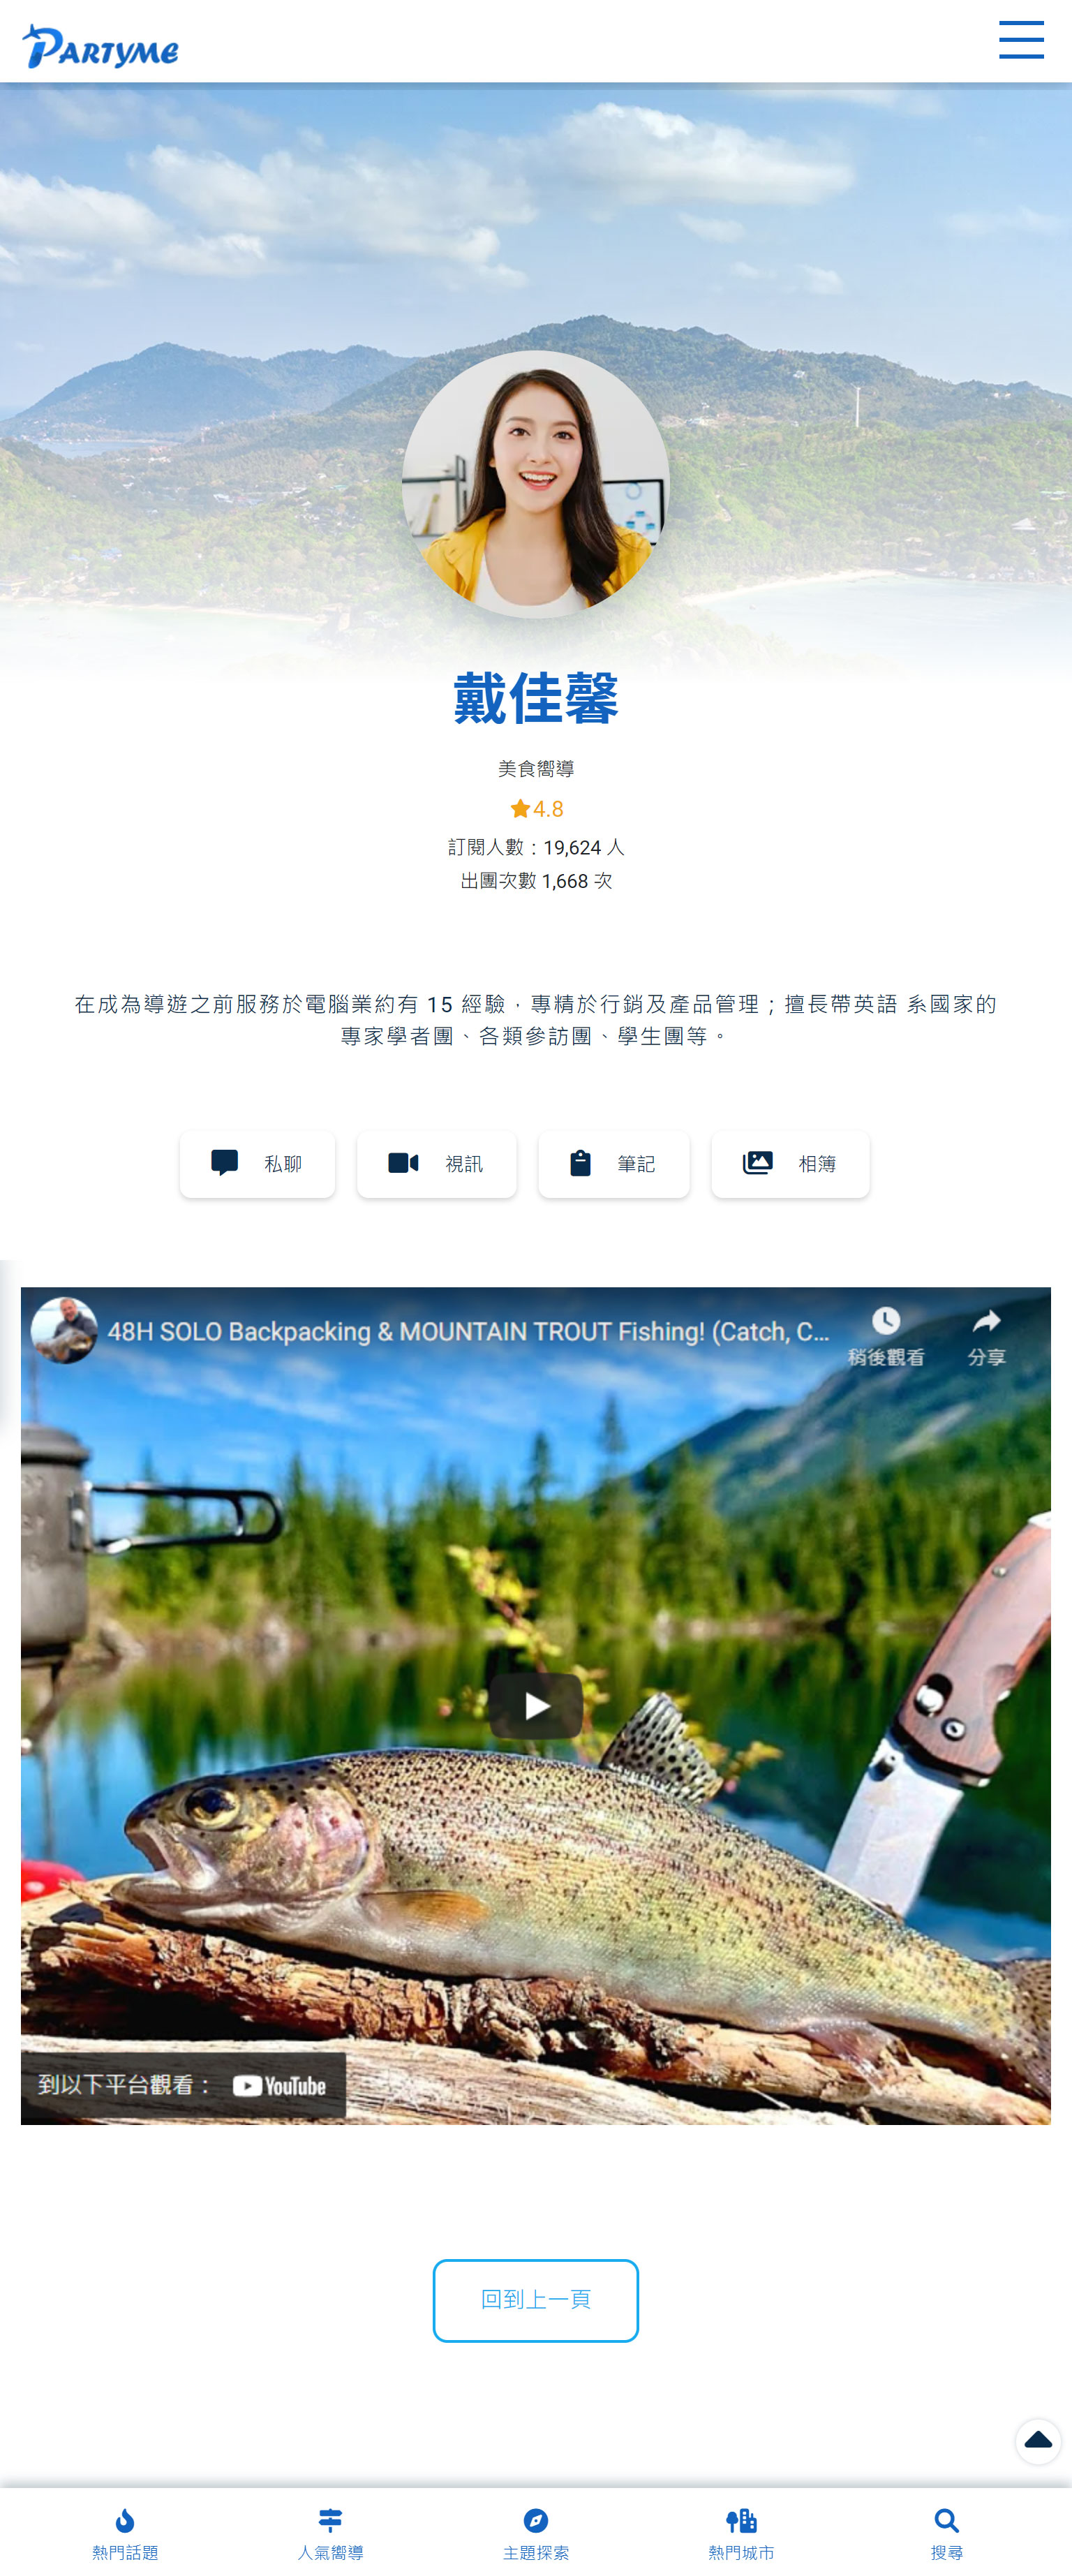 PARTYME
戴佳馨
美食嚮導
4.8
訂閱人數：19,624 人
出團次數 1,668 次
在成為導遊之前服務於電腦業約有 15 經驗，專精於行銷及產品管理；擅長帶英語 系國家的
專家學者團、各類參訪團、學生團等。
私聊 視訊 筆記 相簿
48H SOLO Backpacking & MOUNTAIN TROUT Fishing! (Catch, C...
稍後觀看 分享
到以下平台觀看： YouTube
回到上一頁
熱門話題 人氣嚮導 主題探索 熱門城市 搜尋